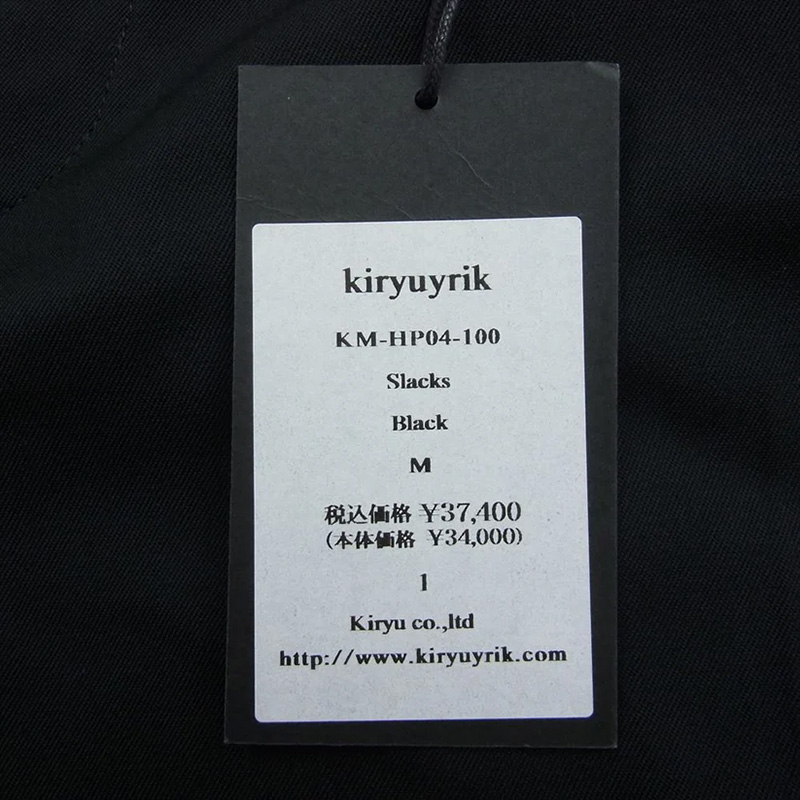 kiryuyrik
KM-HP04-100
Slacks
Black
M
税込価格 ¥37,400
(本体価格 ¥34,000)
1
Kiryu co.,ltd
http://www.kiryuyrik.com